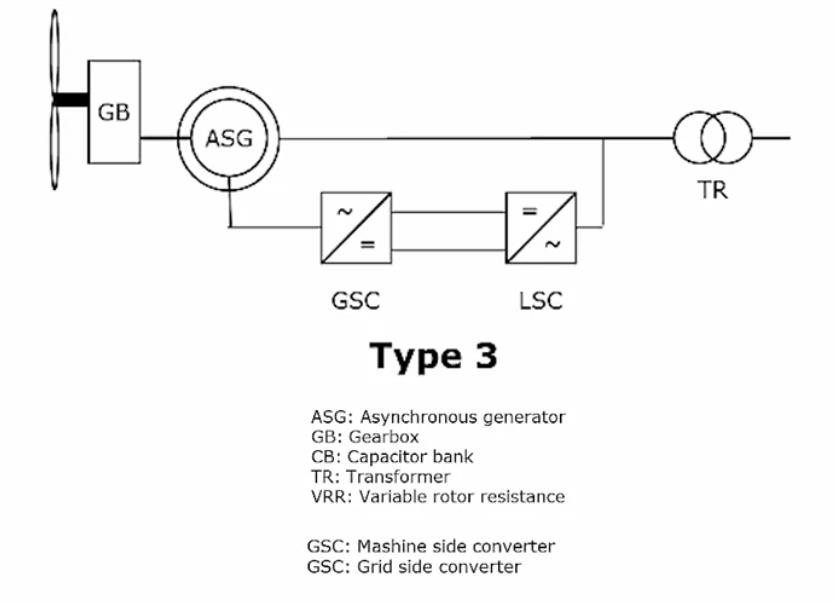 GB
ASG
TR
~
=
=
~
GSC
LSC
Type 3
ASG: Asynchronous generator
GB: Gearbox
CB: Capacitor bank
TR: Transformer
VRR: Variable rotor resistance
GSC: Mashine side converter
GSC: Grid side converter